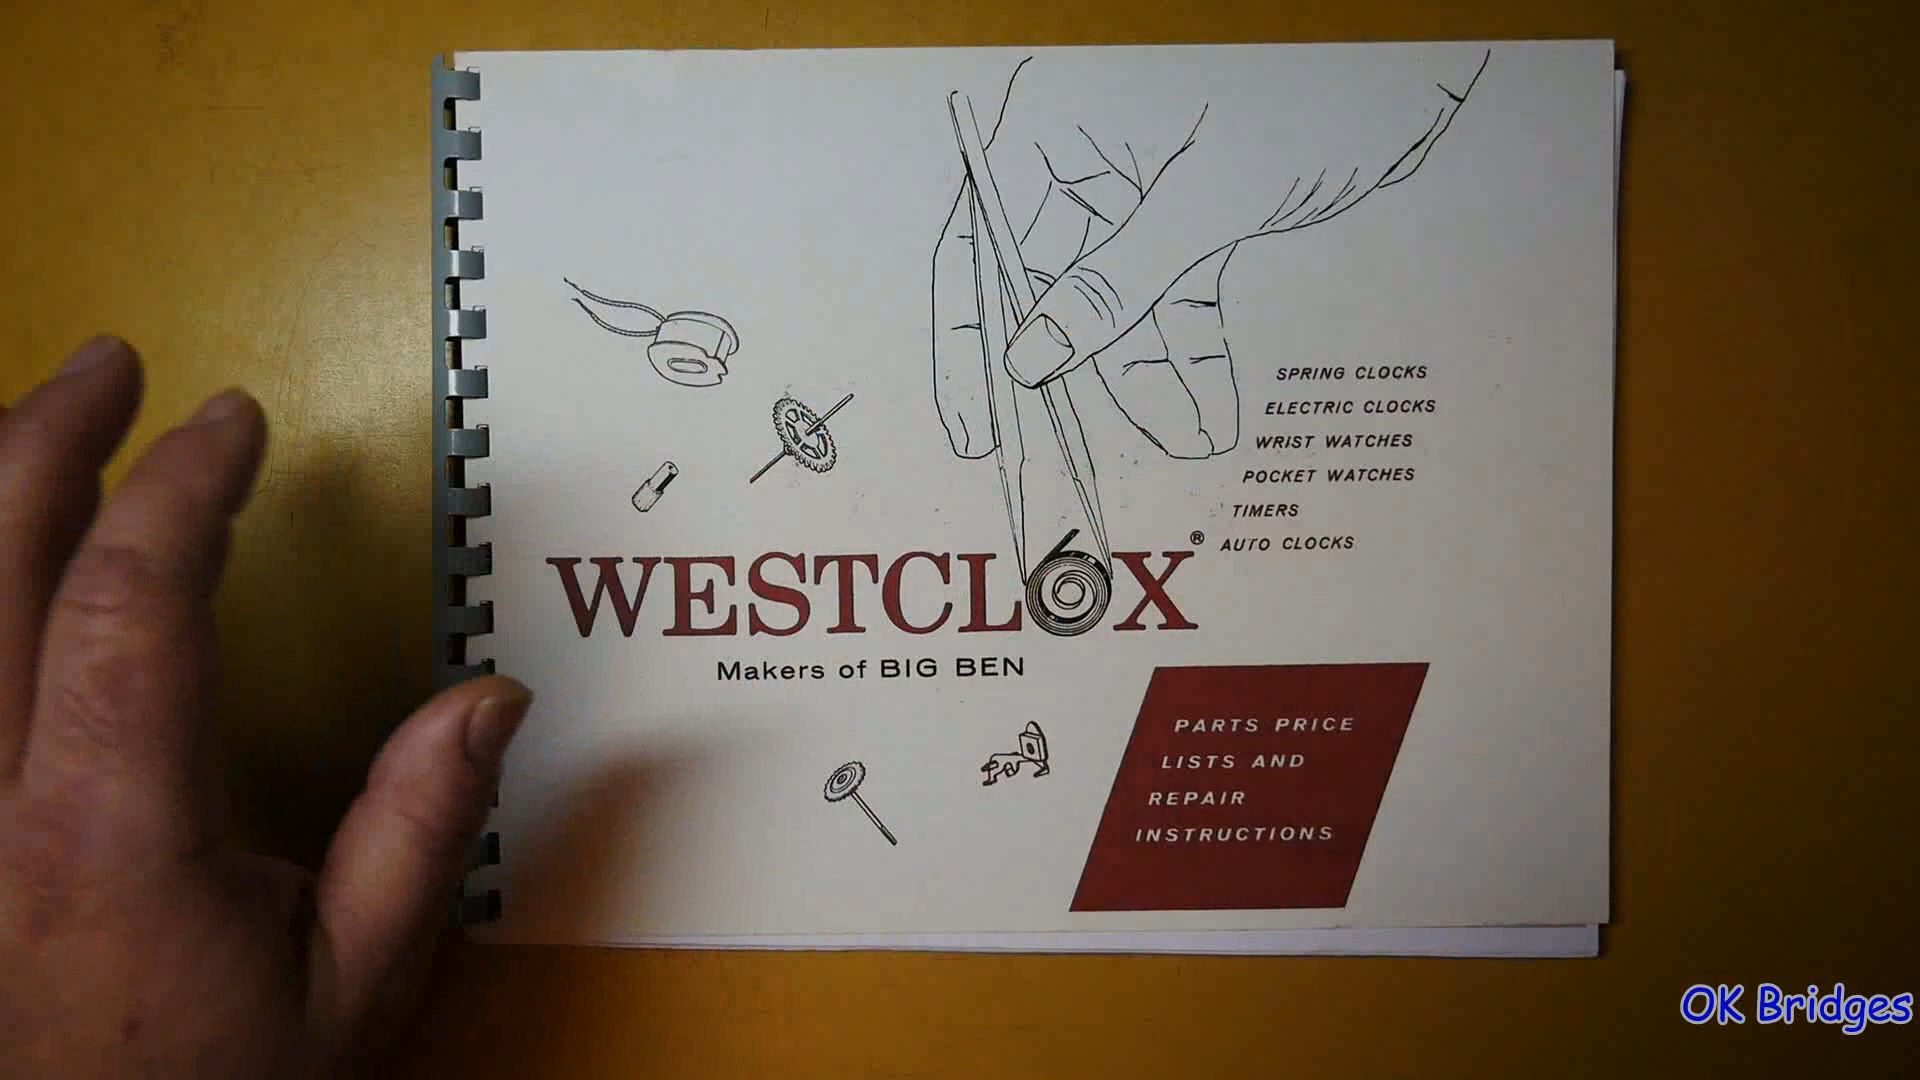 SPRING CLOCKS
ELECTRIC CLOCKS
WRIST WATCHES
POCKET WATCHES
TIMERS
AUTO CLOCKS
WESTCLOX®
Makers of BIG BEN
PARTS PRICE
LISTS AND
REPAIR
INSTRUCTIONS
OK Bridges